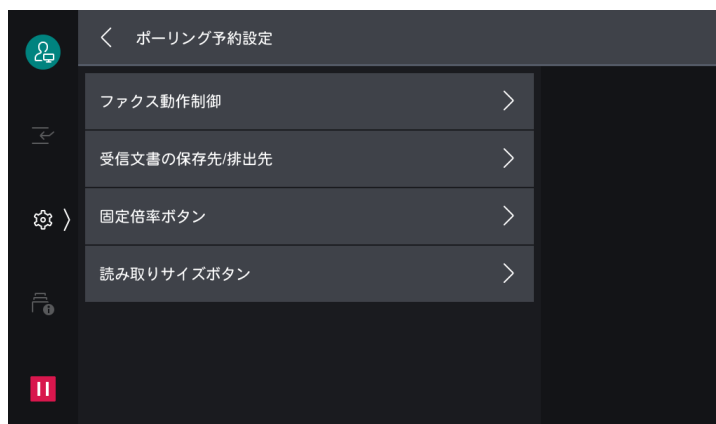 ポーリング予約設定
ファクス動作制御
受信文書の保存先/排出先
固定倍率ボタン
読み取りサイズボタン